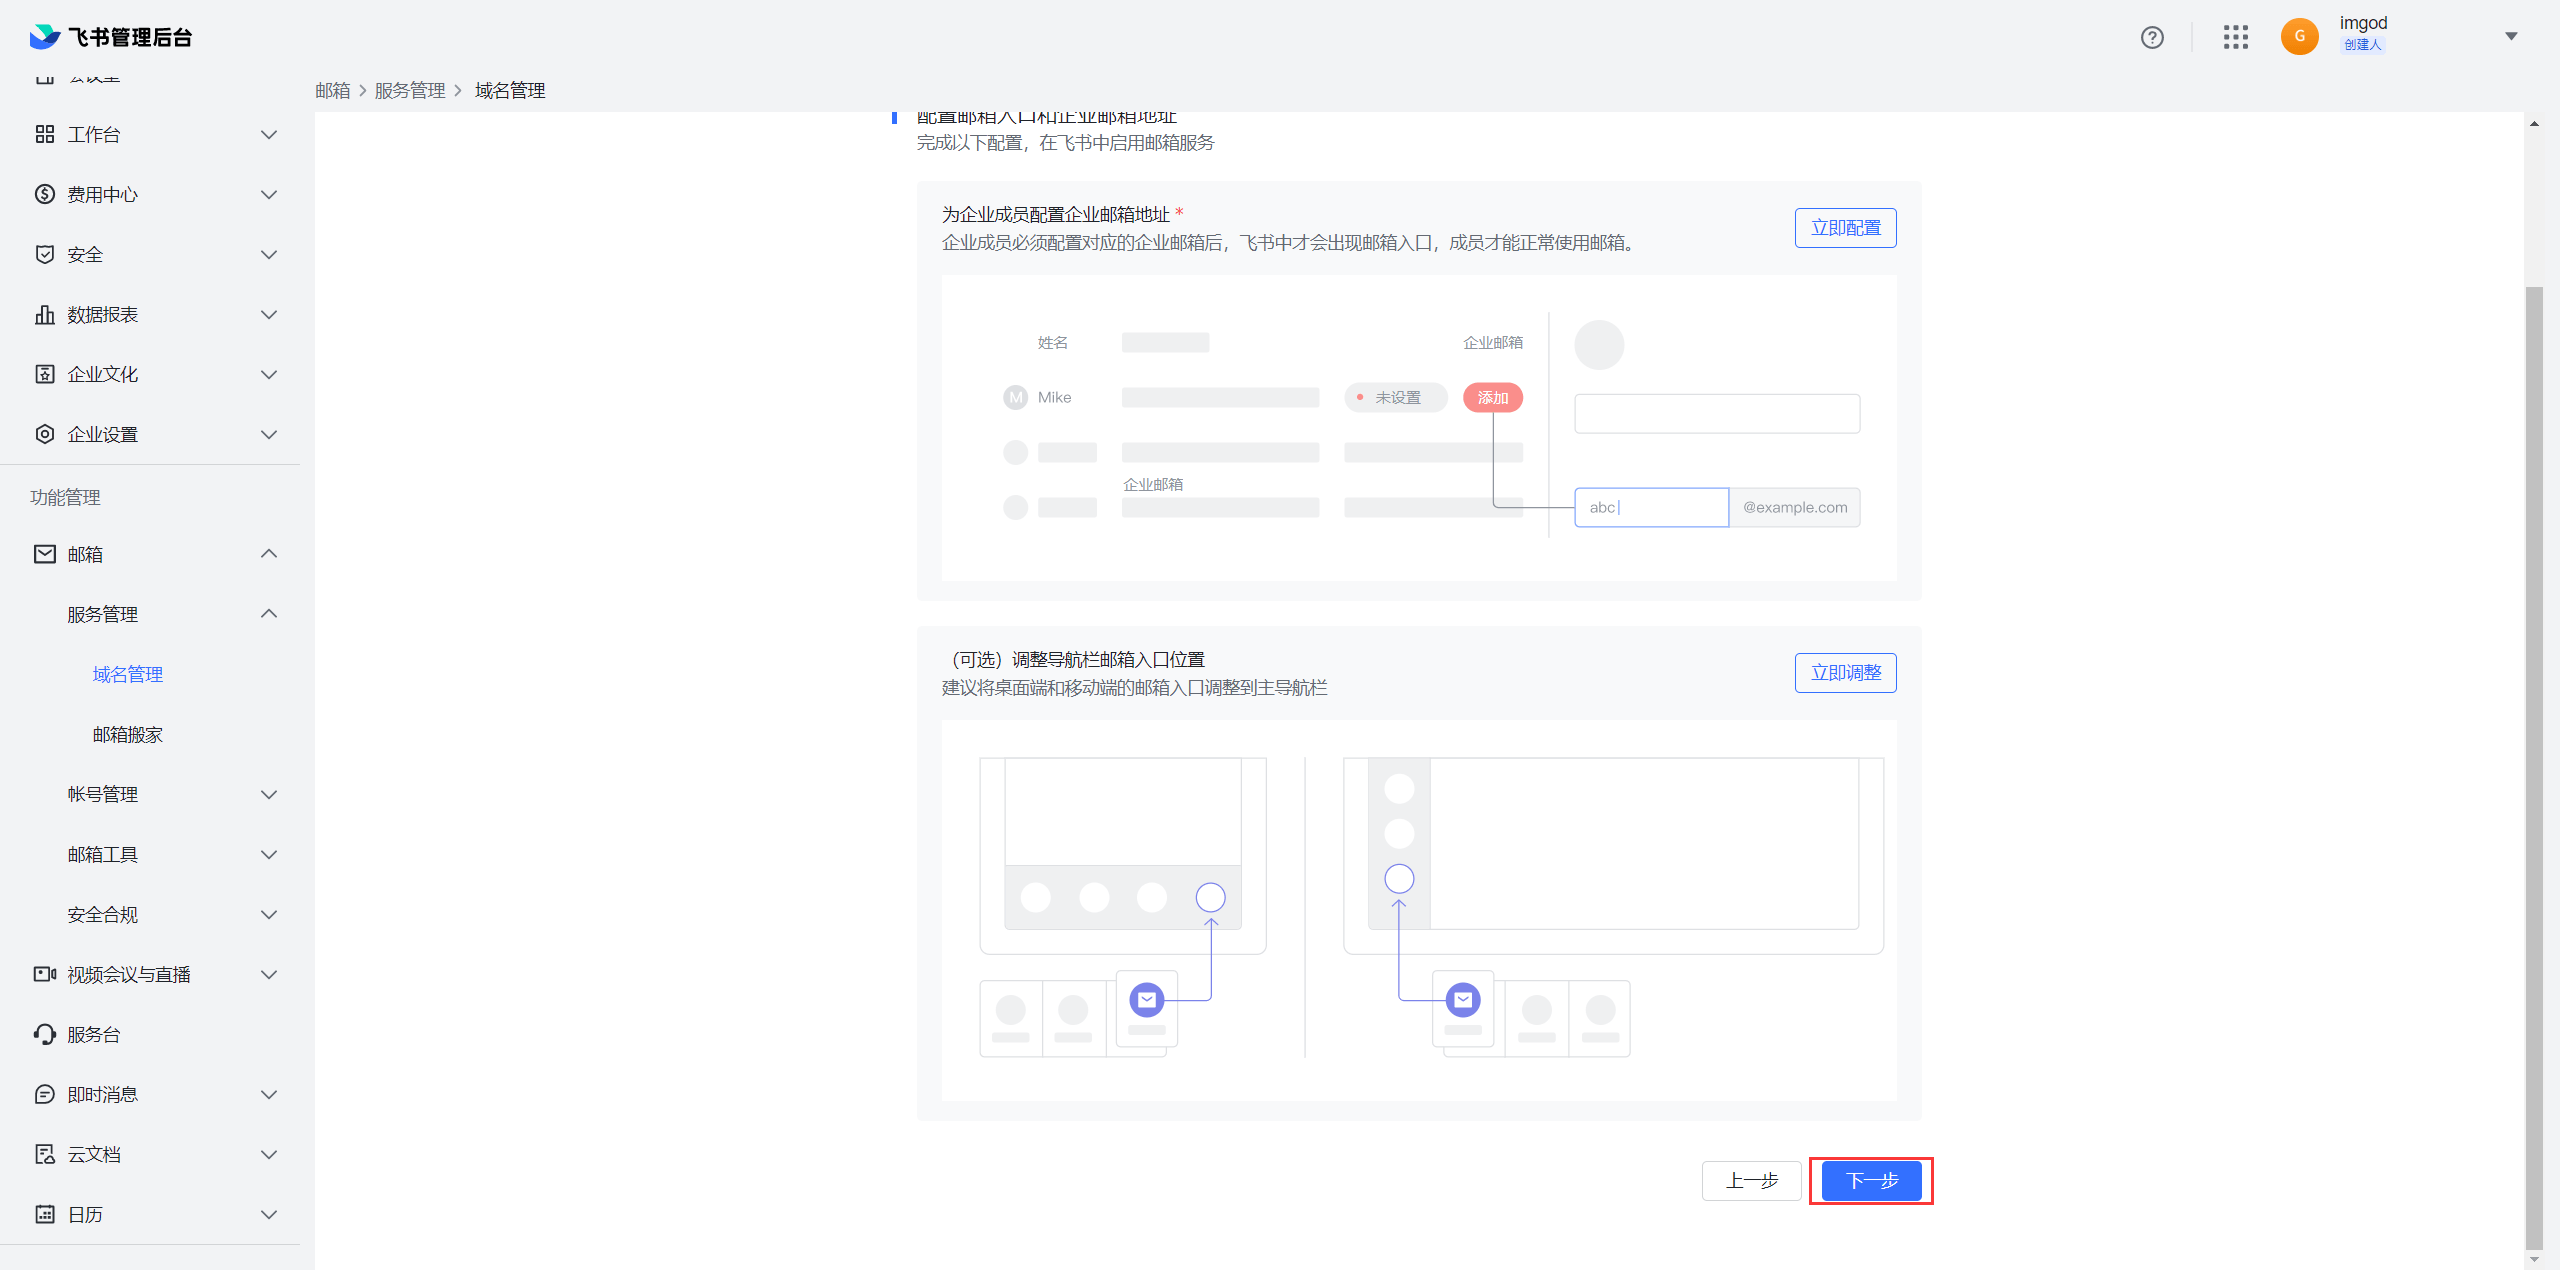 飞书管理后台
imgod
G
创建人
会议室
邮箱 > 服务管理 > 域名管理
工作台
费用中心
安全
数据报表
企业文化
企业设置
功能管理
邮箱
服务管理
域名管理
邮箱搬家
帐号管理
邮箱工具
安全合规
视频会议与直播
服务台
即时消息
云文档
日历
配置邮箱入口和企业邮箱地址
完成以下配置，在飞书中启用邮箱服务
为企业成员配置企业邮箱地址 *
立即配置
企业成员必须配置对应的企业邮箱后，飞书中才会出现邮箱入口，成员才能正常使用邮箱。
姓名
企业邮箱
M Mike
未设置
添加
企业邮箱
abc
@example.com
（可选）调整导航栏邮箱入口位置
立即调整
建议将桌面端和移动端的邮箱入口调整到主导航栏
上一步
下一步